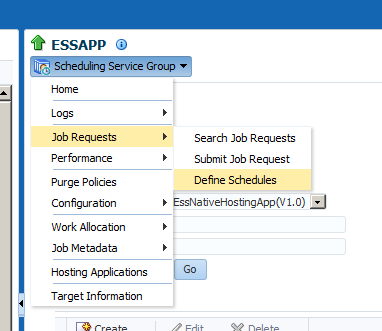 ESSAPP
Scheduling Service Group
Home
Logs
Job Requests
Performance
Purge Policies
Configuration
Work Allocation
Job Metadata
Hosting Applications
Target Information
Search Job Requests
Submit Job Request
Define Schedules
EssNativeHostingApp(V1.0)
Go
Create
Edit
Delete